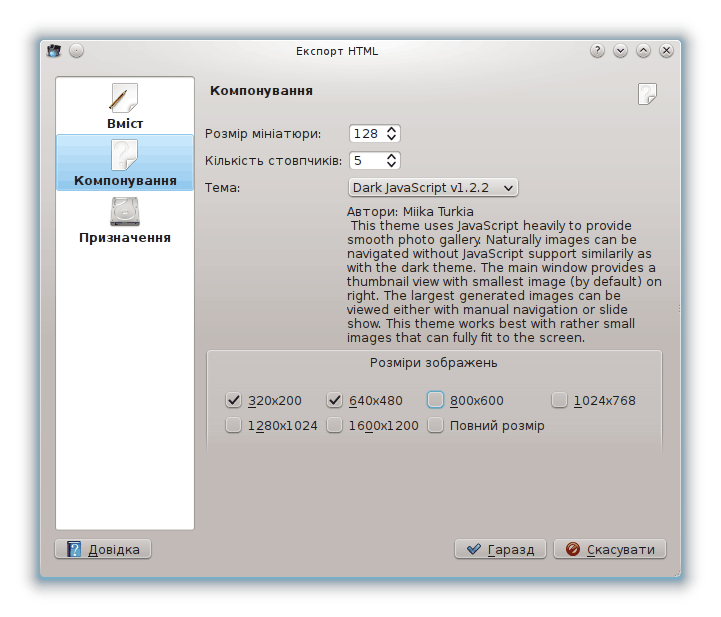 Експорт HTML
Вміст
Компонування
Призначення
Компонування
Розмір мініатюри: 128
Кількість стовпчиків: 5
Тема: Dark JavaScript v1.2.2
Автори: Miika Turkia
This theme uses JavaScript heavily to provide
smooth photo gallery. Naturally images can be
navigated without JavaScript support similarily as
with the dark theme. The main window provides a
thumbnail view with smallest image (by default) on
right. The largest generated images can be
viewed either with manual navigation or slide
show. This theme works best with rather small
images that can fully fit to the screen.
Розміри зображень
320x200 640x480 800x600 1024x768
1280x1024 1600x1200 Повний розмір
Довідка Гаразд Скасувати